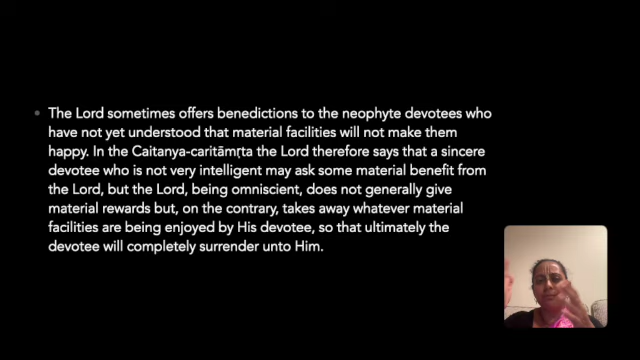 • The Lord sometimes offers benedictions to the neophyte devotees who
have not yet understood that material facilities will not make them
happy. In the Caitanya-caritāmṛta the Lord therefore says that a sincere
devotee who is not very intelligent may ask some material benefit from
the Lord, but the Lord, being omniscient, does not generally give
material rewards but, on the contrary, takes away whatever material
facilities are being enjoyed by His devotee, so that ultimately the
devotee will completely surrender unto Him.